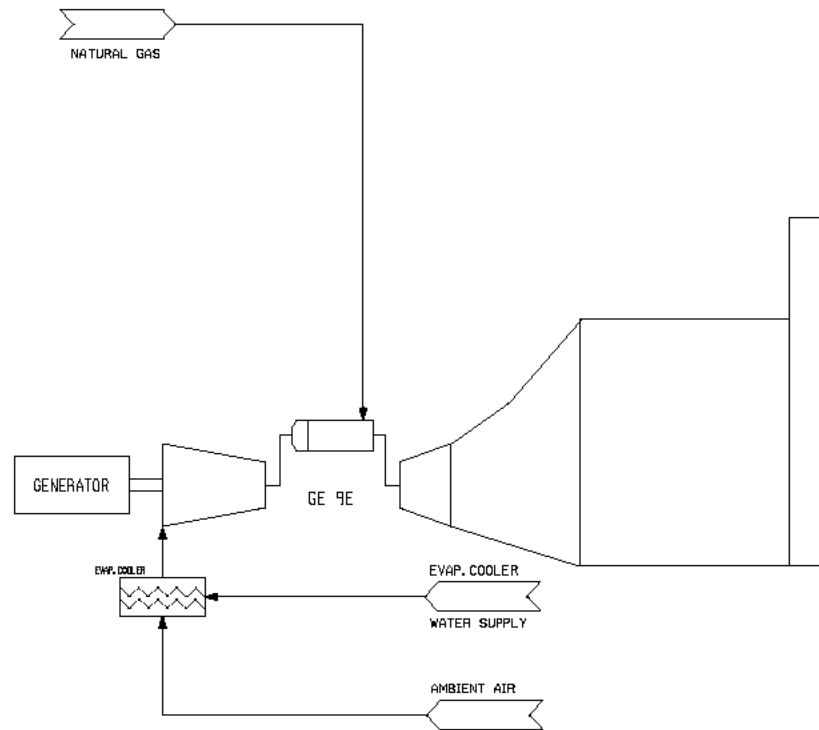 NATURAL GAS
GENERATOR
GE 9E
EVAP.COOLER
EVAP.COOLER
WATER SUPPLY
AMBIENT AIR